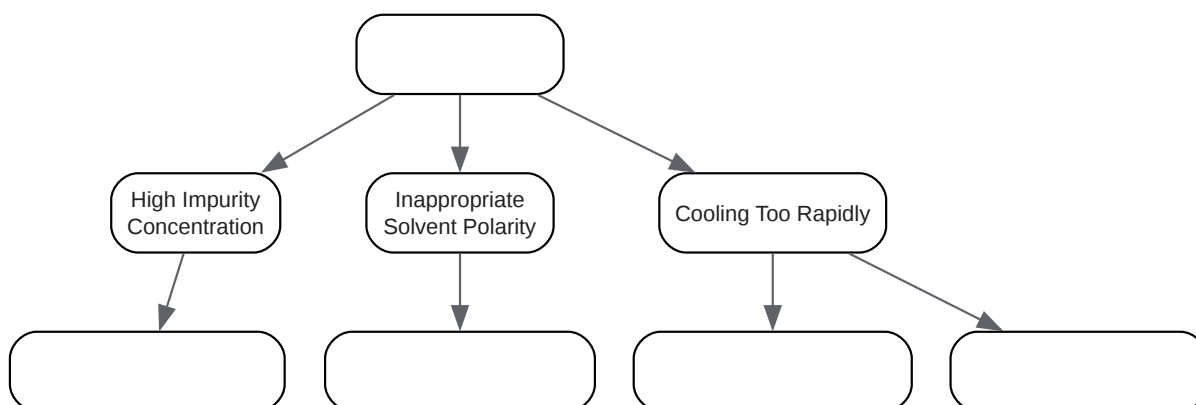 High Impurity
Concentration
Inappropriate
Solvent Polarity
Cooling Too Rapidly